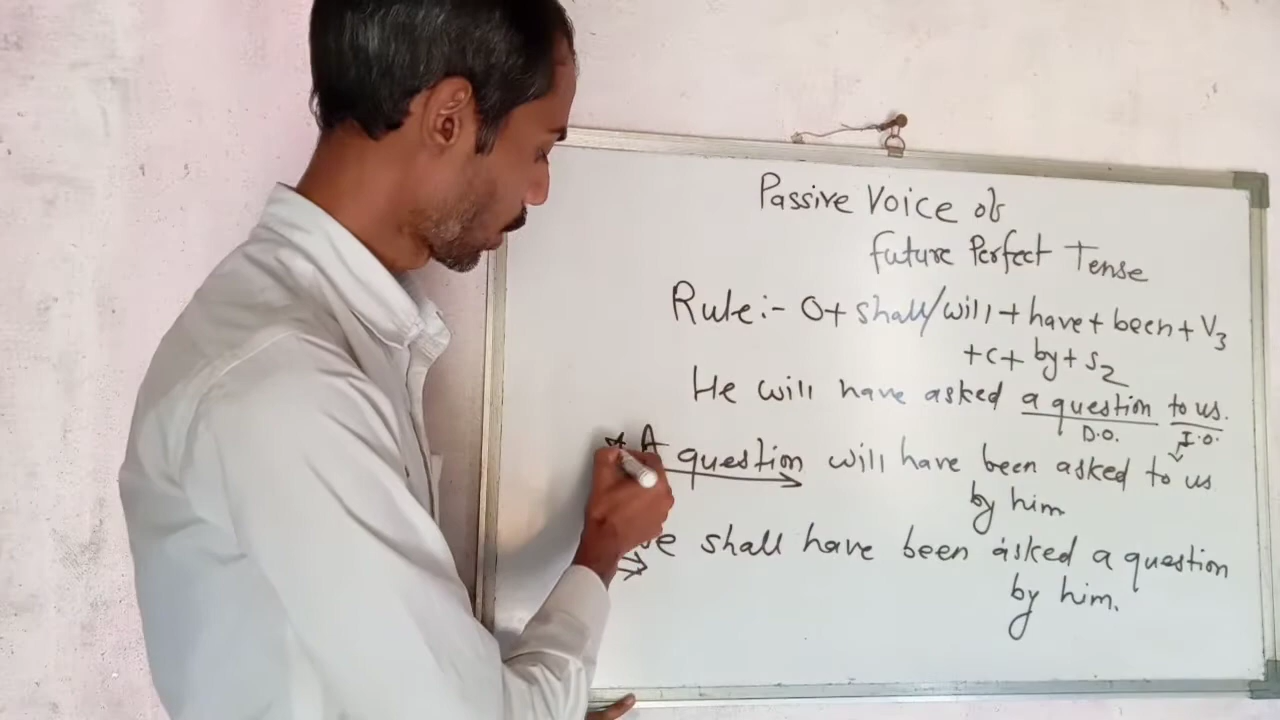 Passive Voice of
future Perfect Tense
Rule:- O+ shall/will + have + been + V3
+C+ by + S2
He will have asked a question to us.
D.O. I.O.
* A question will have been asked to us
by him
we shall have been asked a question
by him.